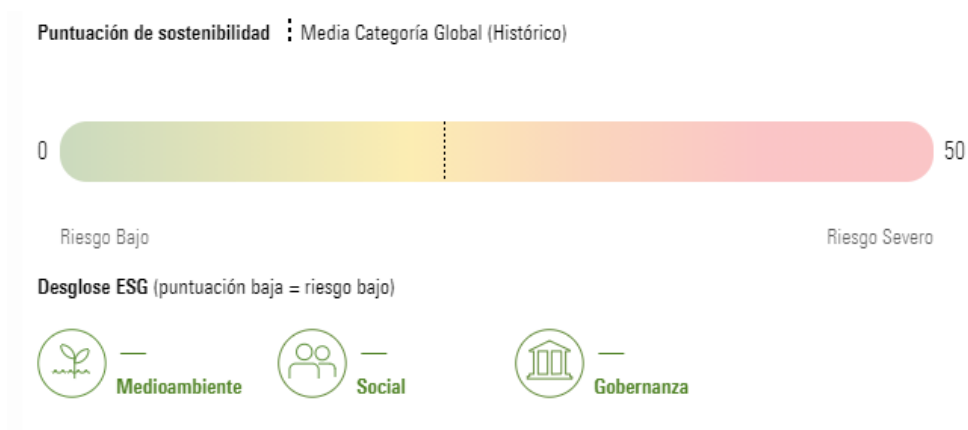 Puntuación de sostenibilidad Media Categoría Global (Histórico)
0 50
Riesgo Bajo Riesgo Severo
Desglose ESG (puntuación baja = riesgo bajo)
— — —
Medioambiente Social Gobernanza